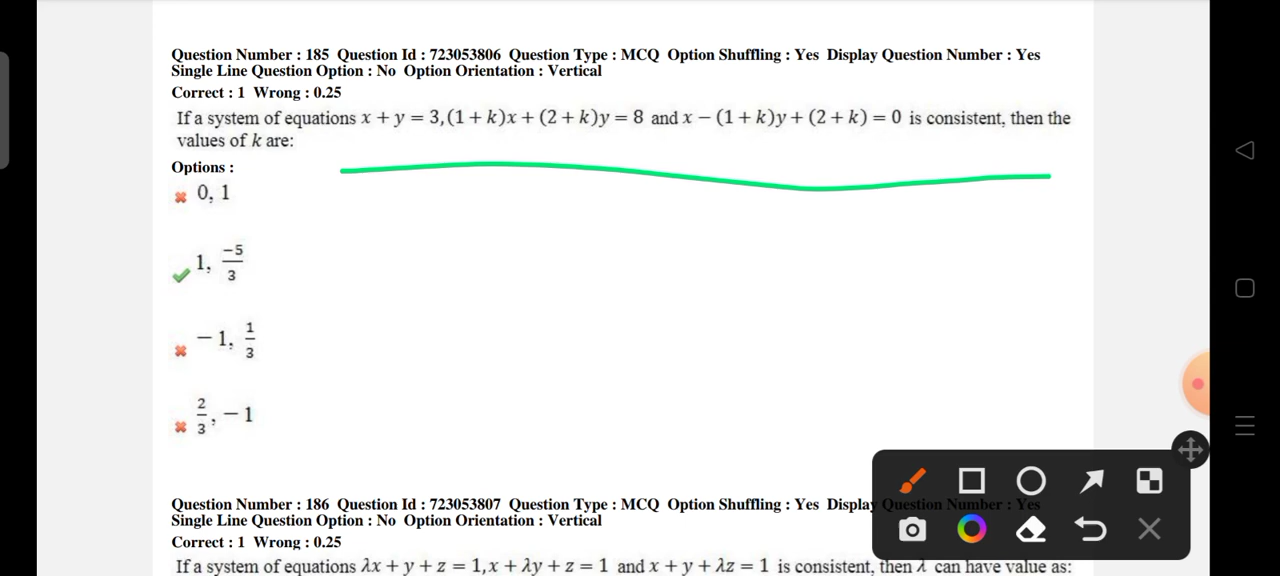 Question Number : 185 Question Id : 723053806 Question Type : MCQ Option Shuffling : Yes Display Question Number : Yes
Single Line Question Option : No Option Orientation : Vertical
Correct : 1 Wrong : 0.25
If a system of equations x + y = 3, (1 + k)x + (2 + k)y = 8 and x − (1 + k)y + (2 + k) = 0 is consistent, then the
values of k are:
Options :
0, 1
1, −5/3
− 1, 1/3
2/3, − 1
Question Number : 186 Question Id : 723053807 Question Type : MCQ Option Shuffling : Yes Display Question Number : Yes
Single Line Question Option : No Option Orientation : Vertical
Correct : 1 Wrong : 0.25
If a system of equations λx + y + z = 1, x + λy + z = 1 and x + y + λz = 1 is consistent, then λ can have value as: